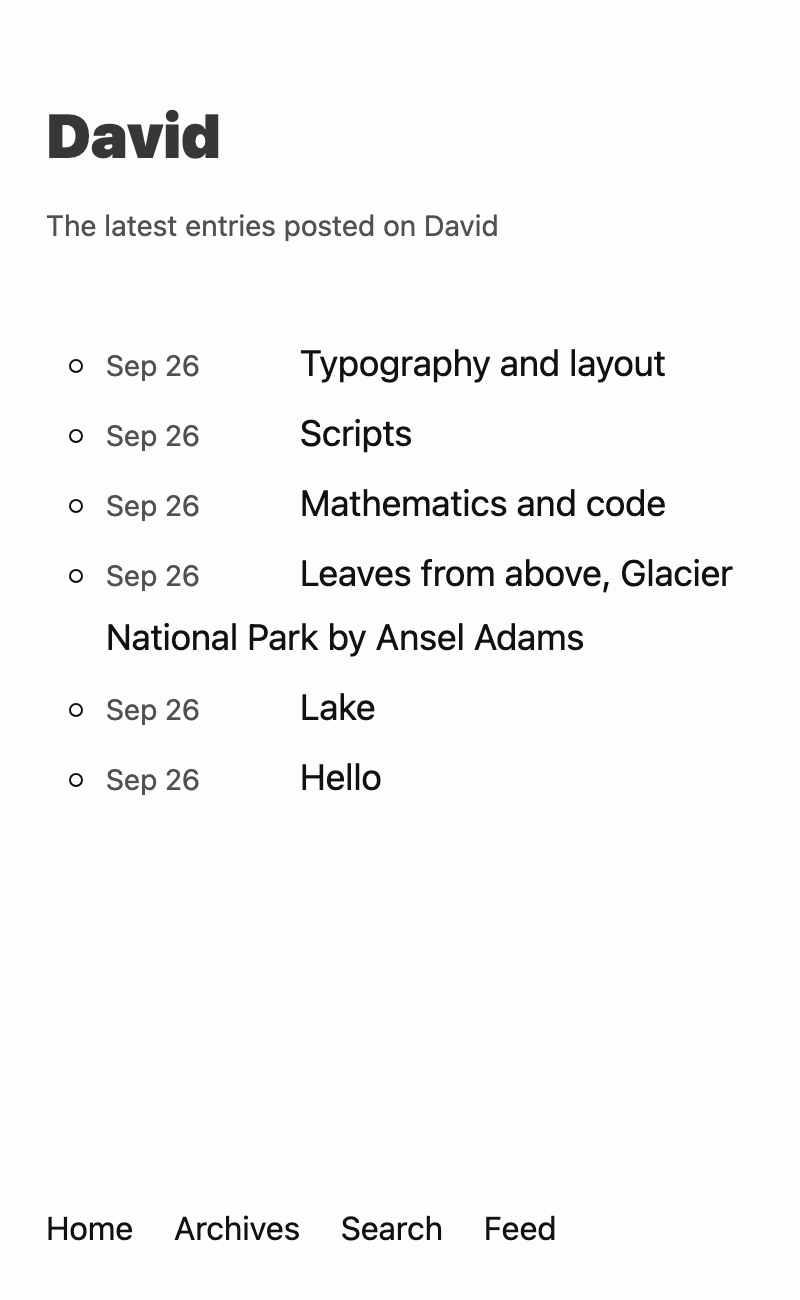 David
The latest entries posted on David
Sep 26 Typography and layout
Sep 26 Scripts
Sep 26 Mathematics and code
Sep 26 Leaves from above, Glacier
National Park by Ansel Adams
Sep 26 Lake
Sep 26 Hello
Home Archives Search Feed